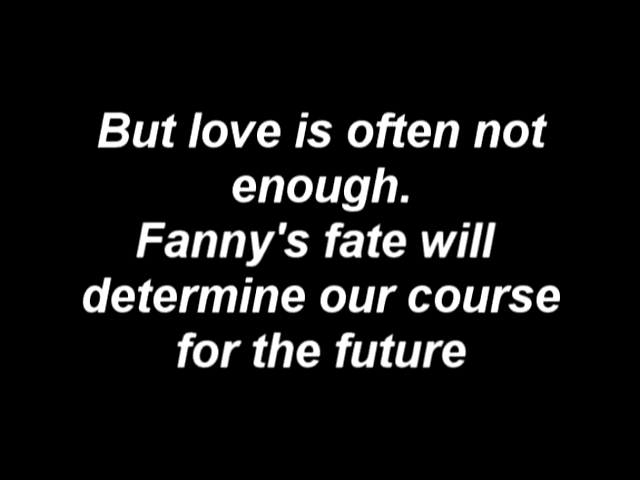 But love is often not
enough.
Fanny's fate will
determine our course
for the future